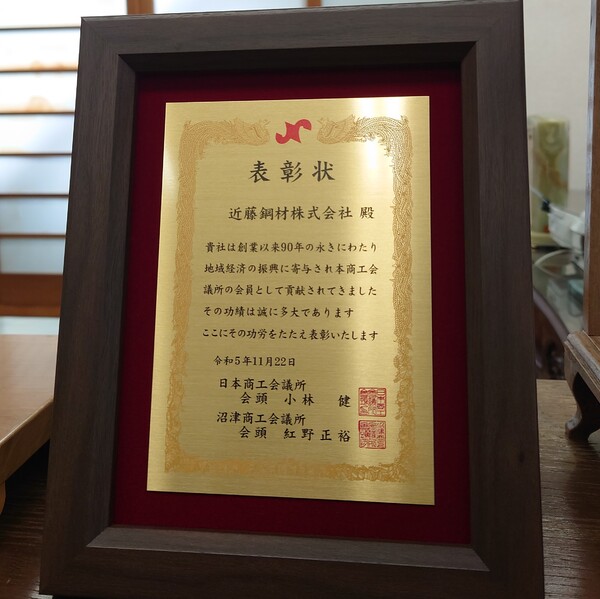 表彰状
近藤鋼材株式会社 殿
貴社は創業以来90年の永きにわたり
地域経済の振興に寄与され本商工会
議所の会員として貢献されてきました
その功績は誠に多大であります
ここにその功労をたたえ表彰いたします
令和5年11月22日
日本商工会議所
会頭 小林 健
沼津商工会議所
会頭 紅野正裕